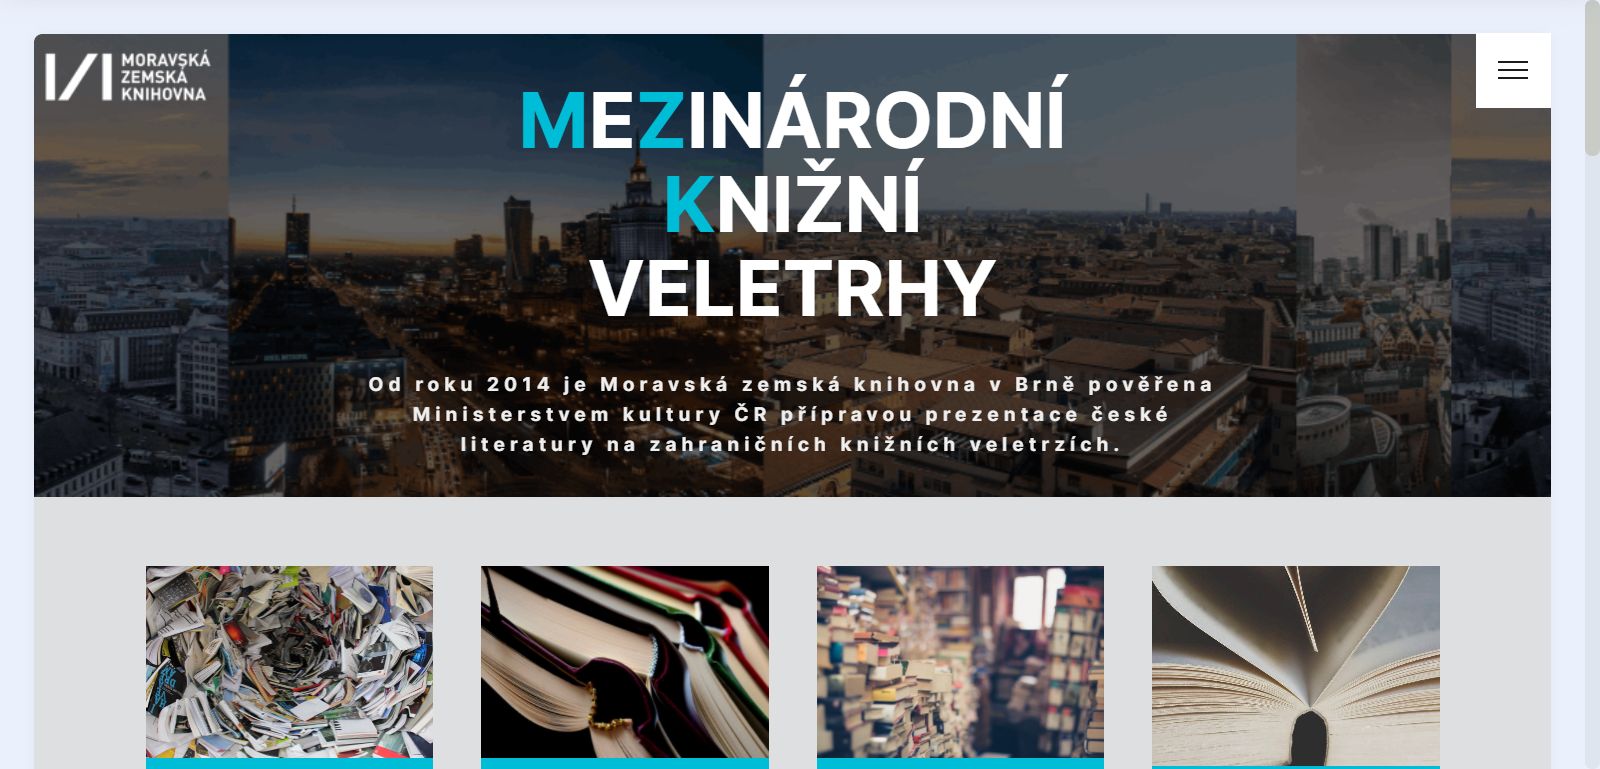 MORAVSKÁ
ZEMSKÁ
KNIHOVNA
MEZINÁRODNÍ
KNIŽNÍ
VELETRHY
Od roku 2014 je Moravská zemská knihovna v Brně pověřena
Ministerstvem kultury ČR přípravou prezentace české
literatury na zahraničních knižních veletrzích.